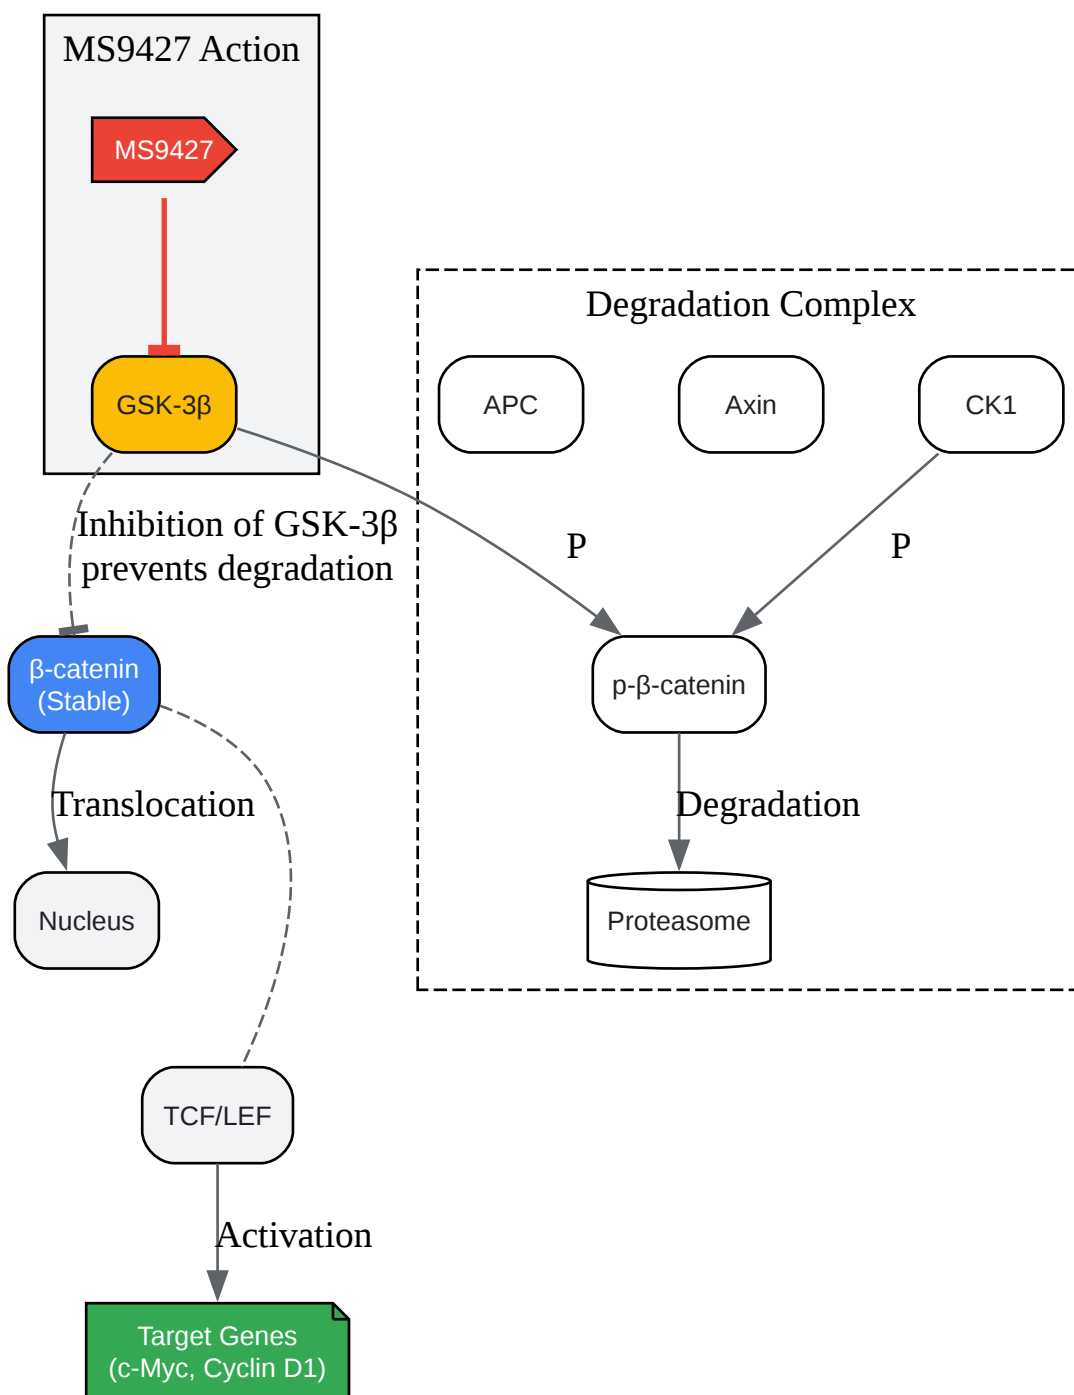 MS9427 Action
MS9427
Degradation Complex
GSK-3β
APC
Axin
CK1
Inhibition of GSK-3β
prevents degradation
P
P
β-catenin
(Stable)
p-β-catenin
Translocation
Degradation
Nucleus
Proteasome
TCF/LEF
Activation
Target Genes
(c-Myc, Cyclin D1)